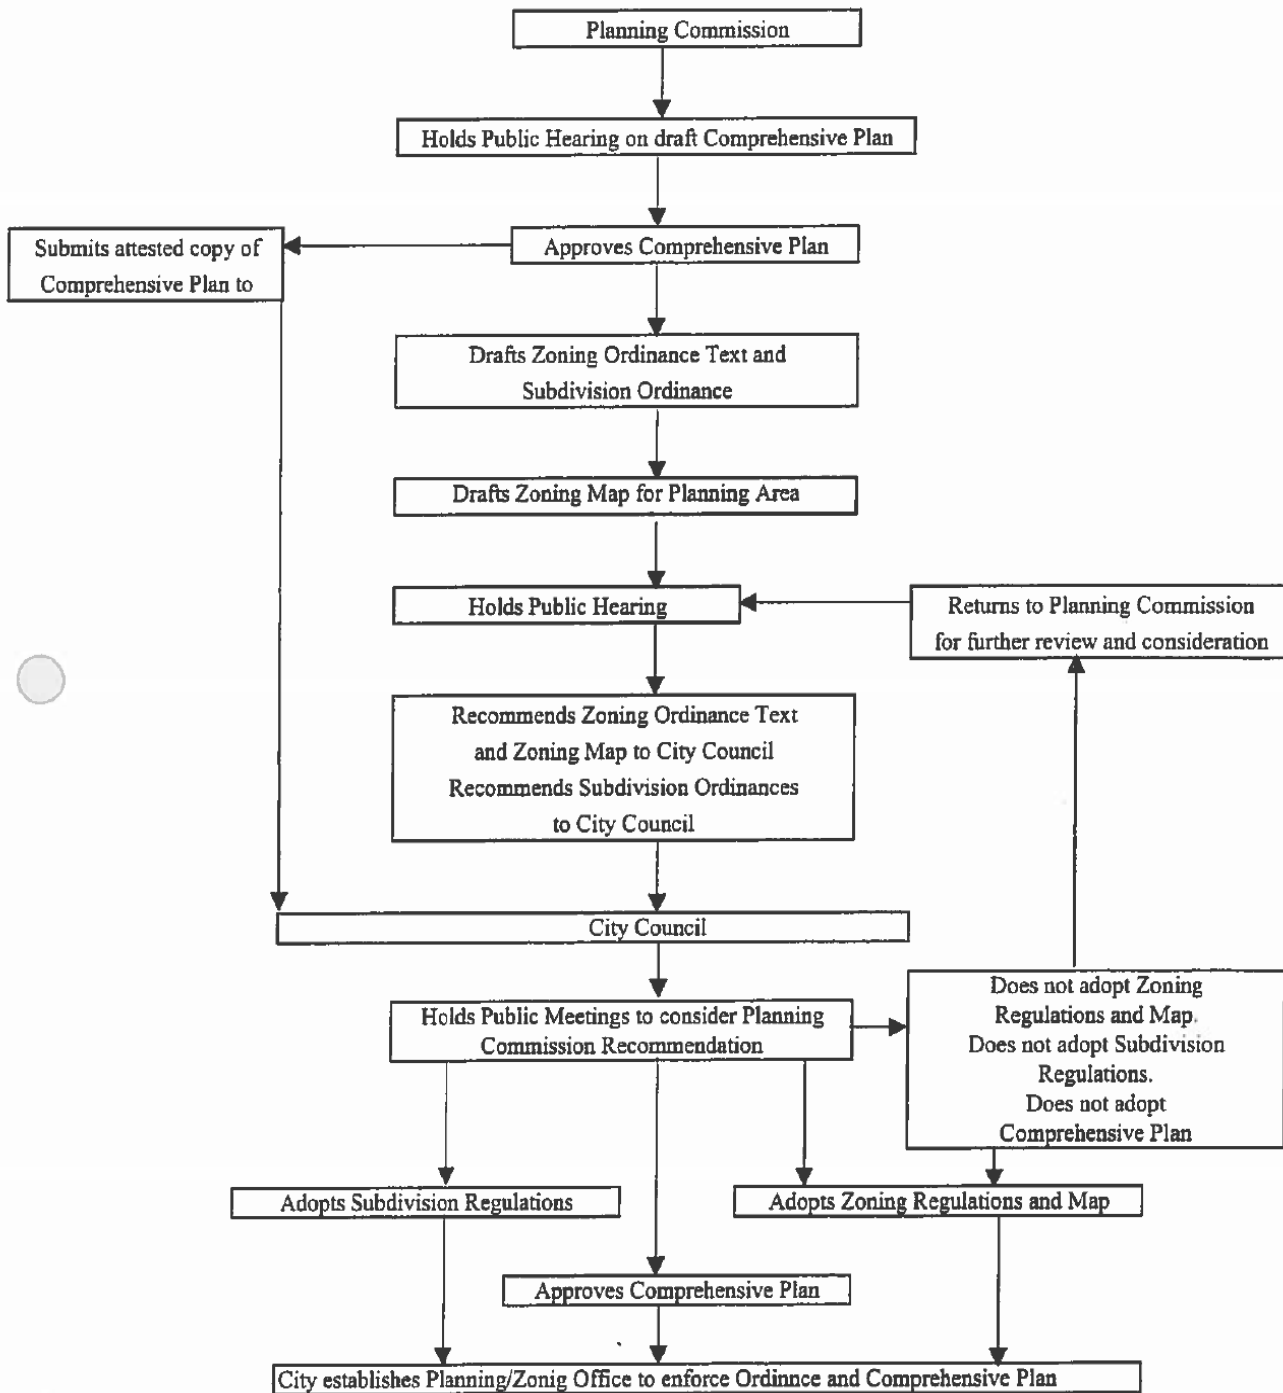 Planning Commission
Holds Public Hearing on draft Comprehensive Plan
Submits attested copy of
Comprehensive Plan to
Approves Comprehensive Plan
Drafts Zoning Ordinance Text and
Subdivision Ordinance
Drafts Zoning Map for Planning Area
Holds Public Hearing
Returns to Planning Commission
for further review and consideration
Recommends Zoning Ordinance Text
and Zoning Map to City Council
Recommends Subdivision Ordinances
to City Council
City Council
Holds Public Meetings to consider Planning
Commission Recommendation
Does not adopt Zoning
Regulations and Map.
Does not adopt Subdivision
Regulations.
Does not adopt
Comprehensive Plan
Adopts Subdivision Regulations
Adopts Zoning Regulations and Map
Approves Comprehensive Plan
City establishes Planning/Zonig Office to enforce Ordinnce and Comprehensive Plan